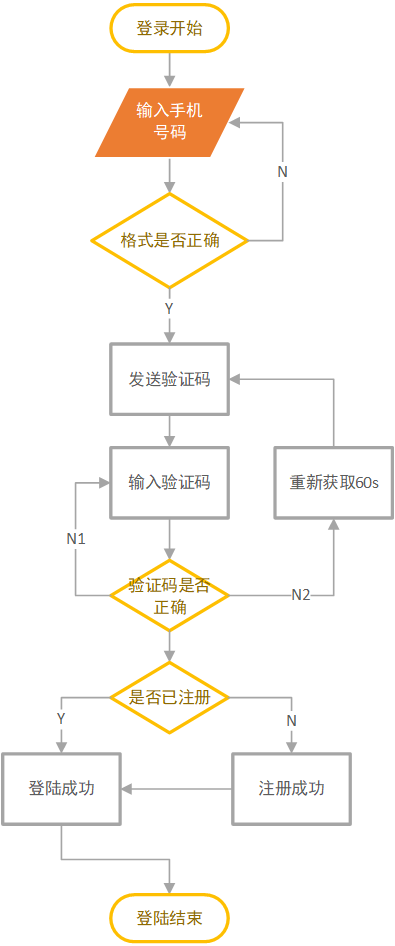 登录开始
输入手机
号码
N
格式是否正确
Y
发送验证码
输入验证码
重新获取60s
N1
验证码是否
正确
N2
是否已注册
Y
N
登陆成功
注册成功
登陆结束